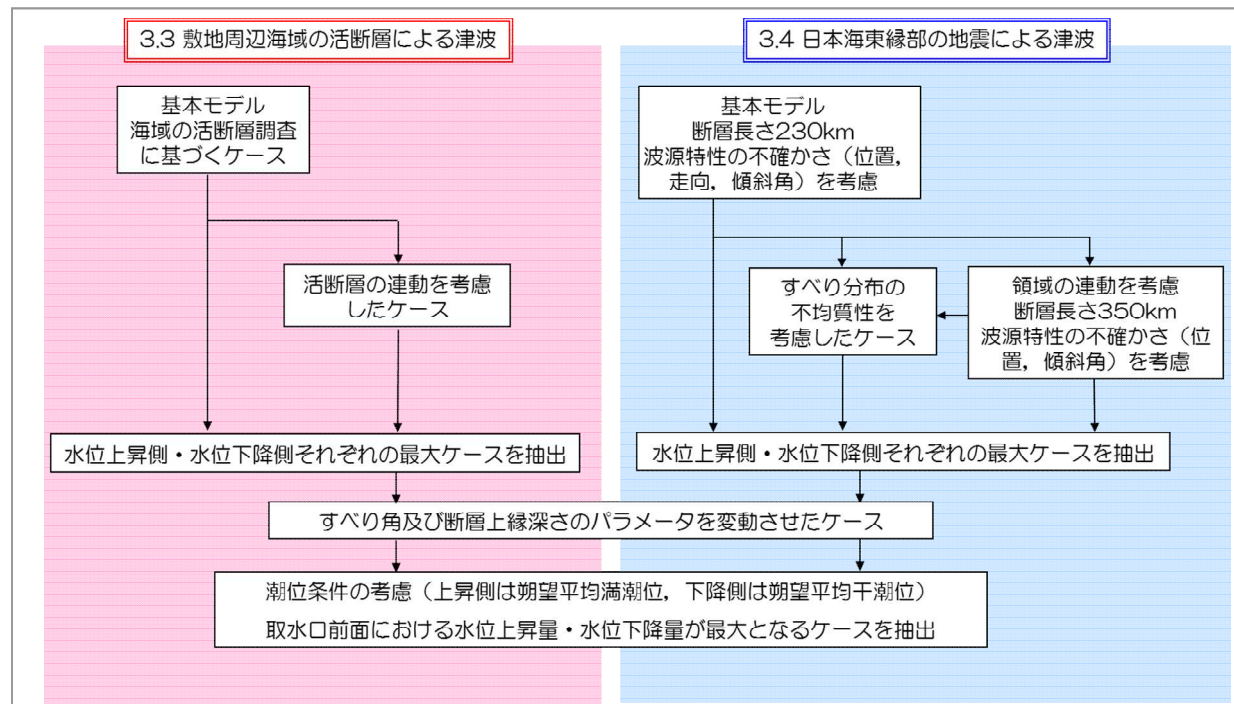 3.3 敷地周辺海域の活断層による津波
基本モデル
海域の活断層調査
に基づくケース
活断層の連動を考慮
したケース
水位上昇側・水位下降側それぞれの最大ケースを抽出
3.4 日本海東縁部の地震による津波
基本モデル
断層長さ230km
波源特性の不確かさ（位置，
走向，傾斜角）を考慮
すべり分布の
不均質性を
考慮したケース
領域の連動を考慮
断層長さ350km
波源特性の不確かさ（位
置，傾斜角）を考慮
水位上昇側・水位下降側それぞれの最大ケースを抽出
すべり角及び断層上縁深さのパラメータを変動させたケース
潮位条件の考慮（上昇側は朔望平均満潮位，下降側は朔望平均干潮位）
取水口前面における水位上昇量・水位下降量が最大となるケースを抽出